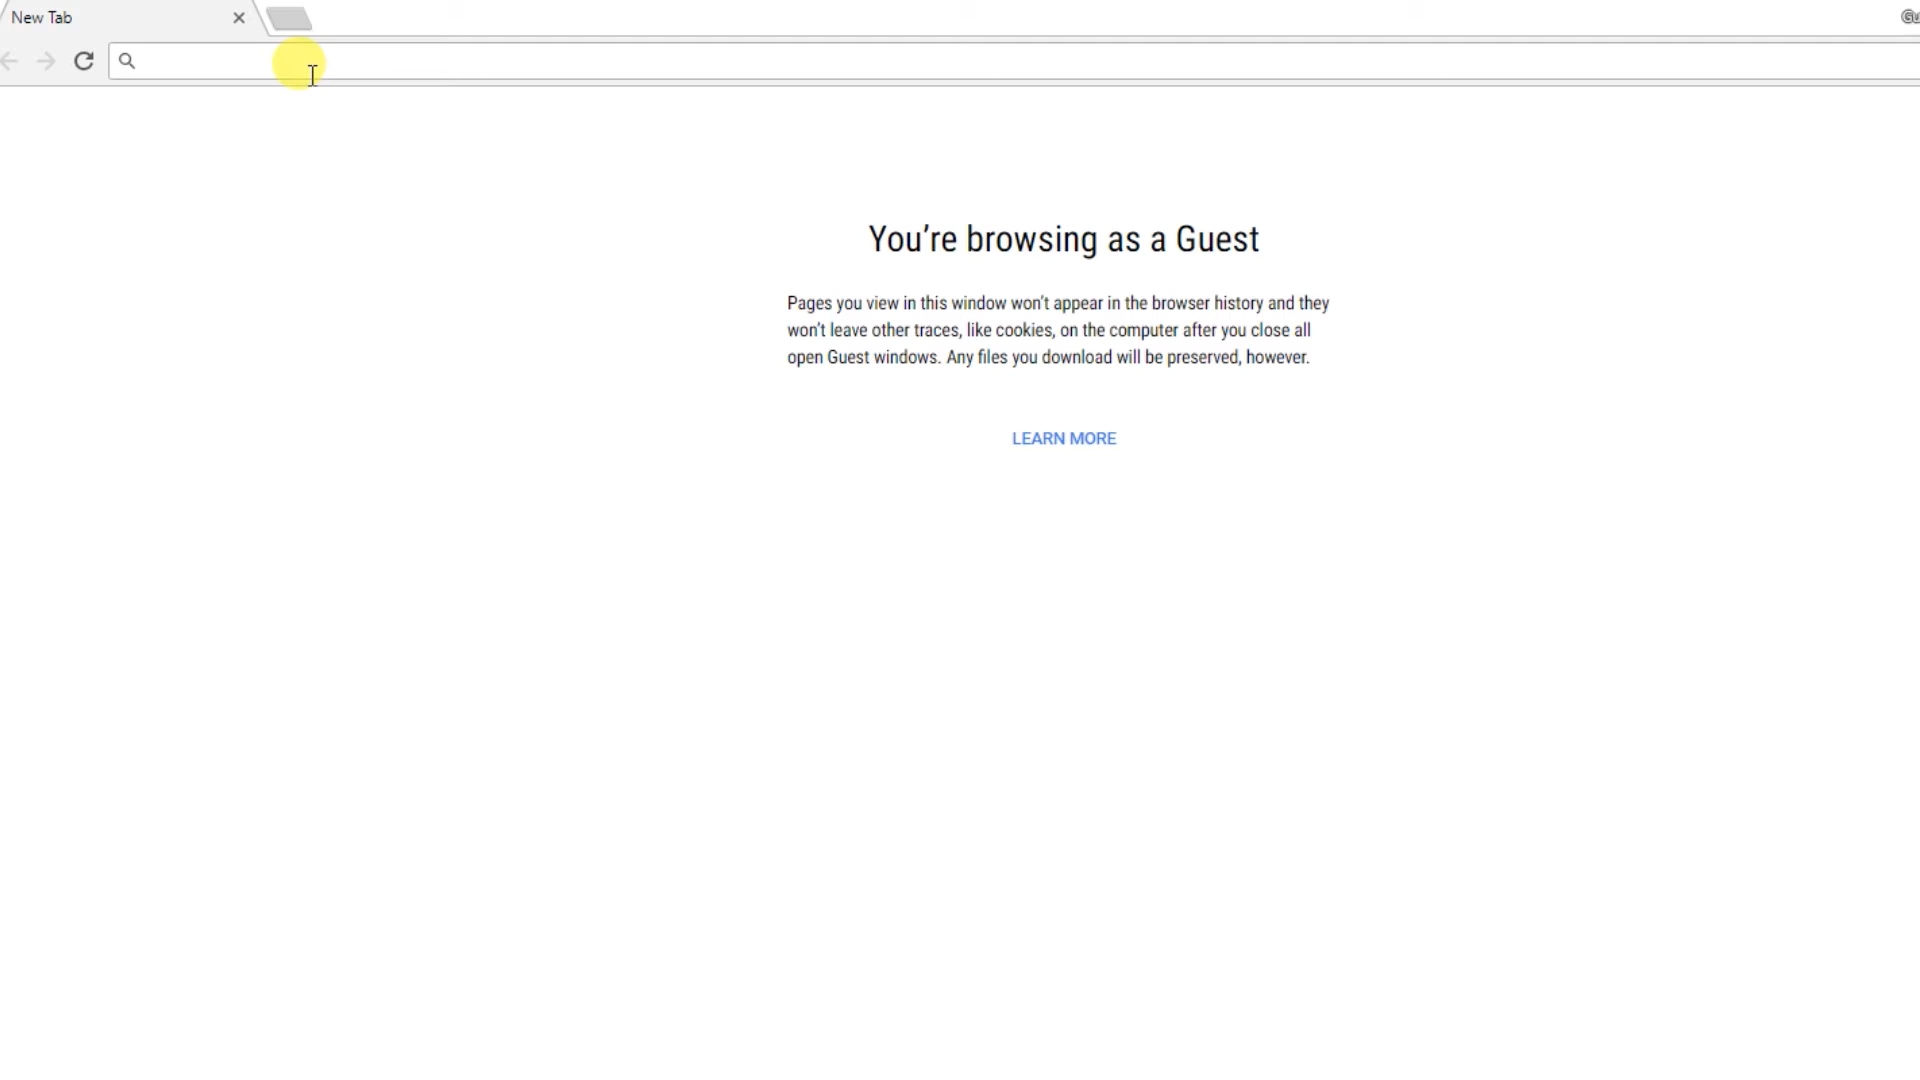 New Tab
You’re browsing as a Guest
Pages you view in this window won’t appear in the browser history and they
won’t leave other traces, like cookies, on the computer after you close all
open Guest windows. Any files you download will be preserved, however.
LEARN MORE